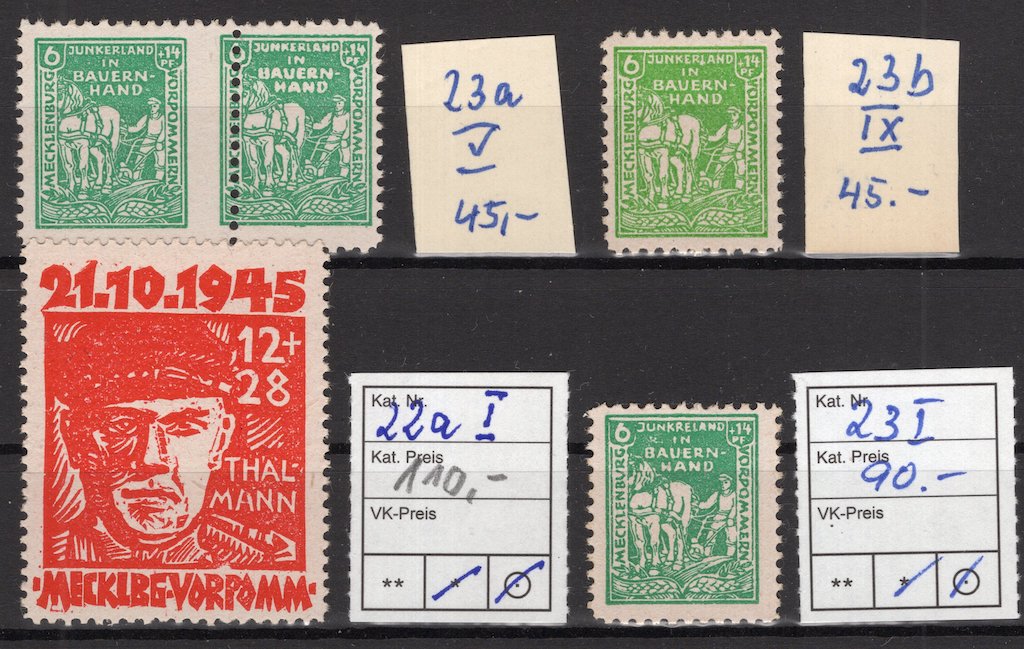 6 JUNKERLAND +14
IN PF
BAUERN-
HAND
MECKLENBURG VORPOMMERN
6 JUNKERLAND +14
IN PF
BAUERN-
HAND
MECKLENBURG VORPOMMERN
23a
V
45,-
6 JUNKERLAND +14
IN PF
BAUERN-
HAND
MECKLENBURG VORPOMMERN
23b
IX
45.-
21.10.1945
12+
28
THAL-
MANN
·MECKLBG-VORPOMM·
Kat. Nr.
22a I
Kat. Preis
110,-
VK-Preis
** *
6 JUNKRELAND +14
IN PF
BAUERN-
HAND
MECKLENBURG VORPOMMERN
Kat. Nr.
23 I
Kat. Preis
90.-
VK-Preis
** *